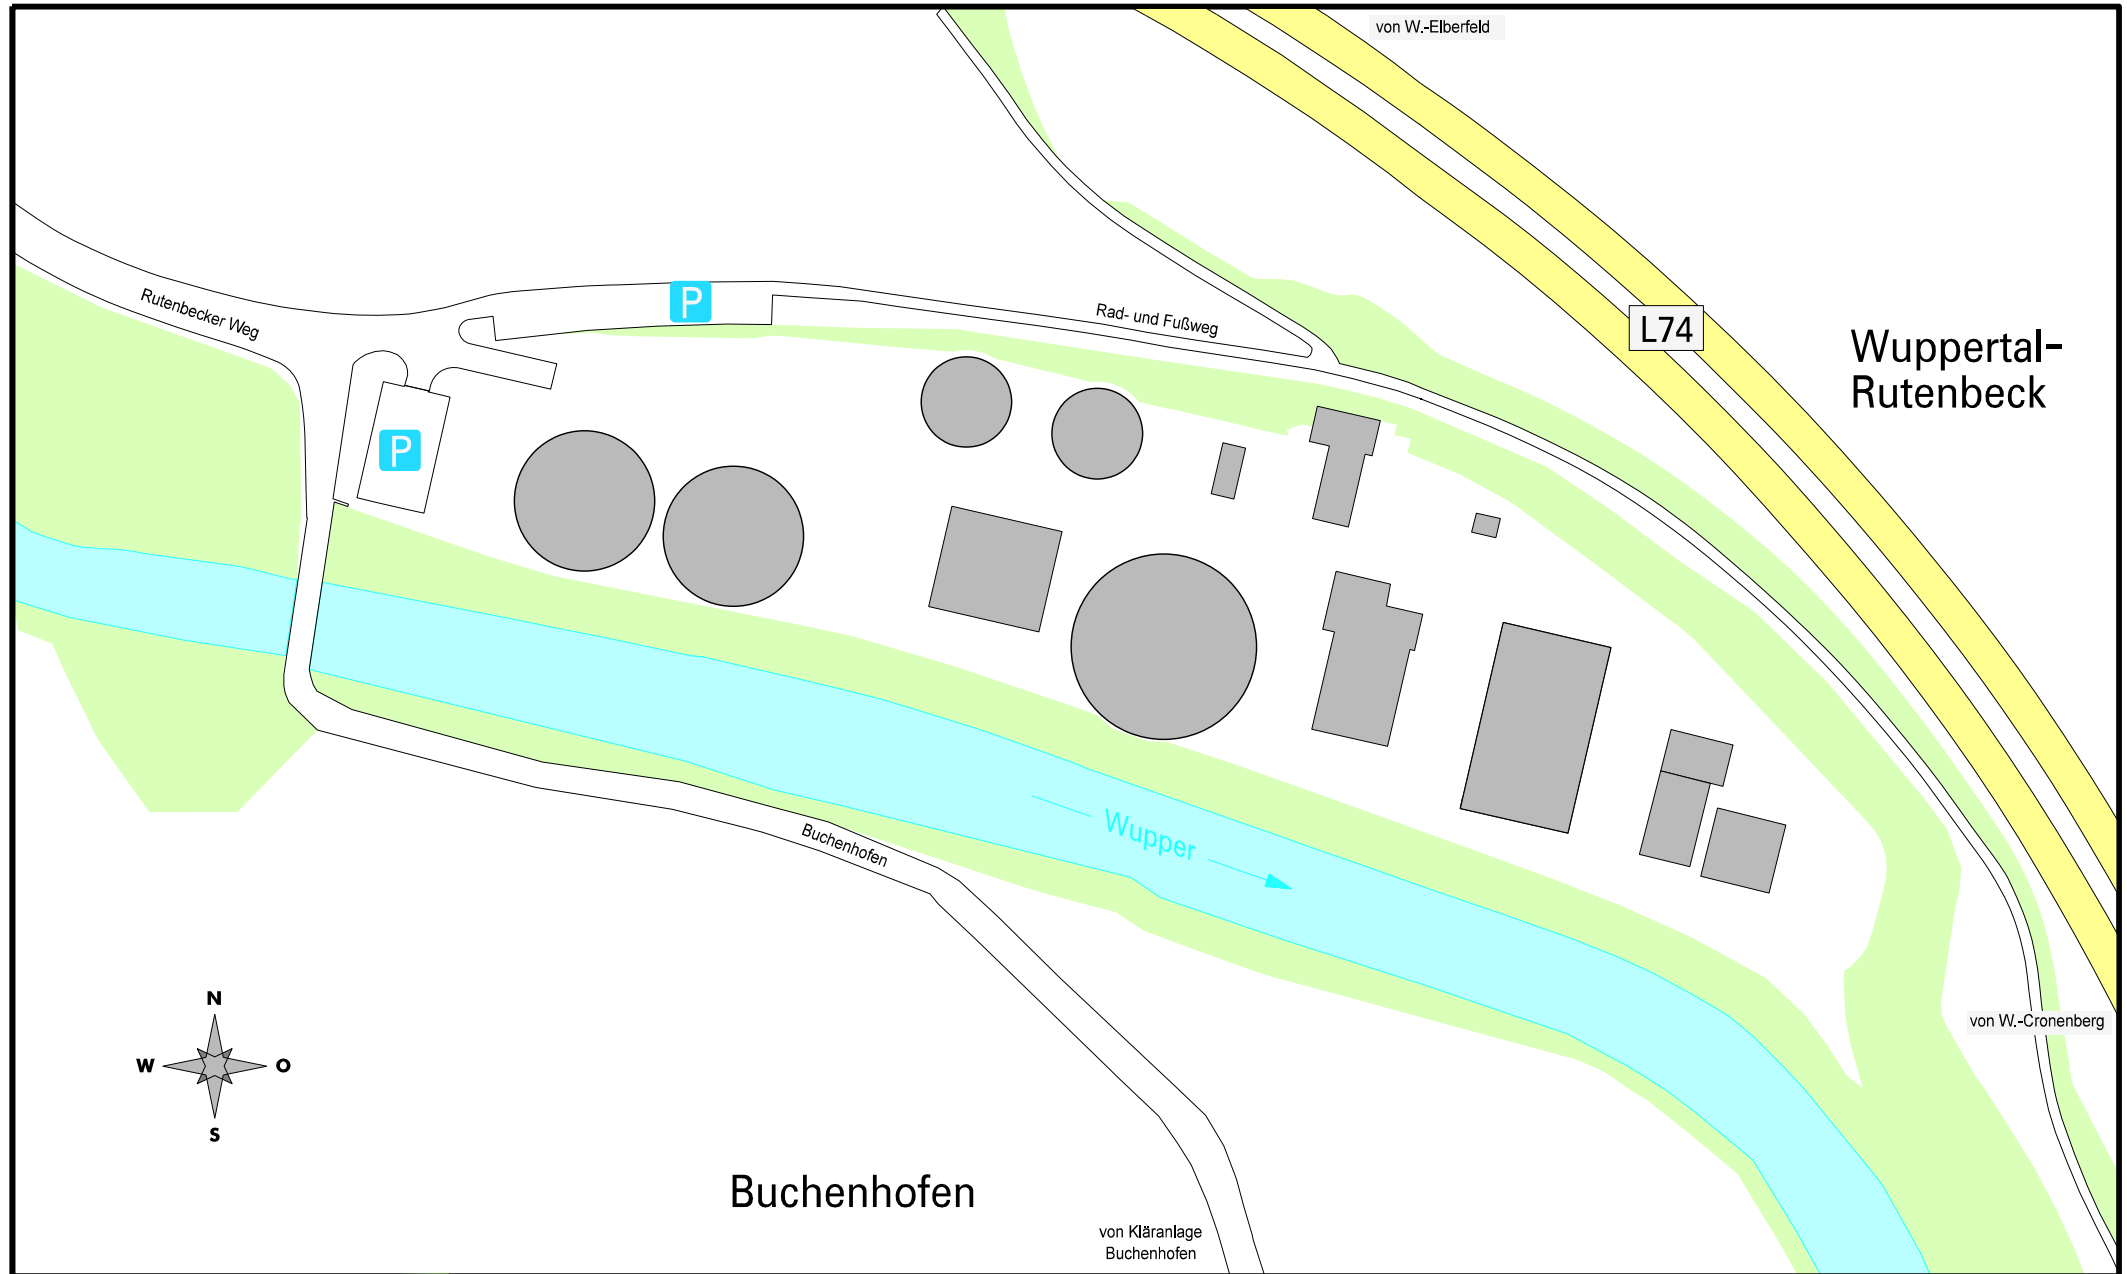 von W.-Elberfeld
Rutenbecker Weg
P
Rad- und Fußweg
L74
Wuppertal-
Rutenbeck
P
Wupper
Buchenhofen
N
W
O
S
von W.-Cronenberg
Buchenhofen
von Kläranlage
Buchenhofen